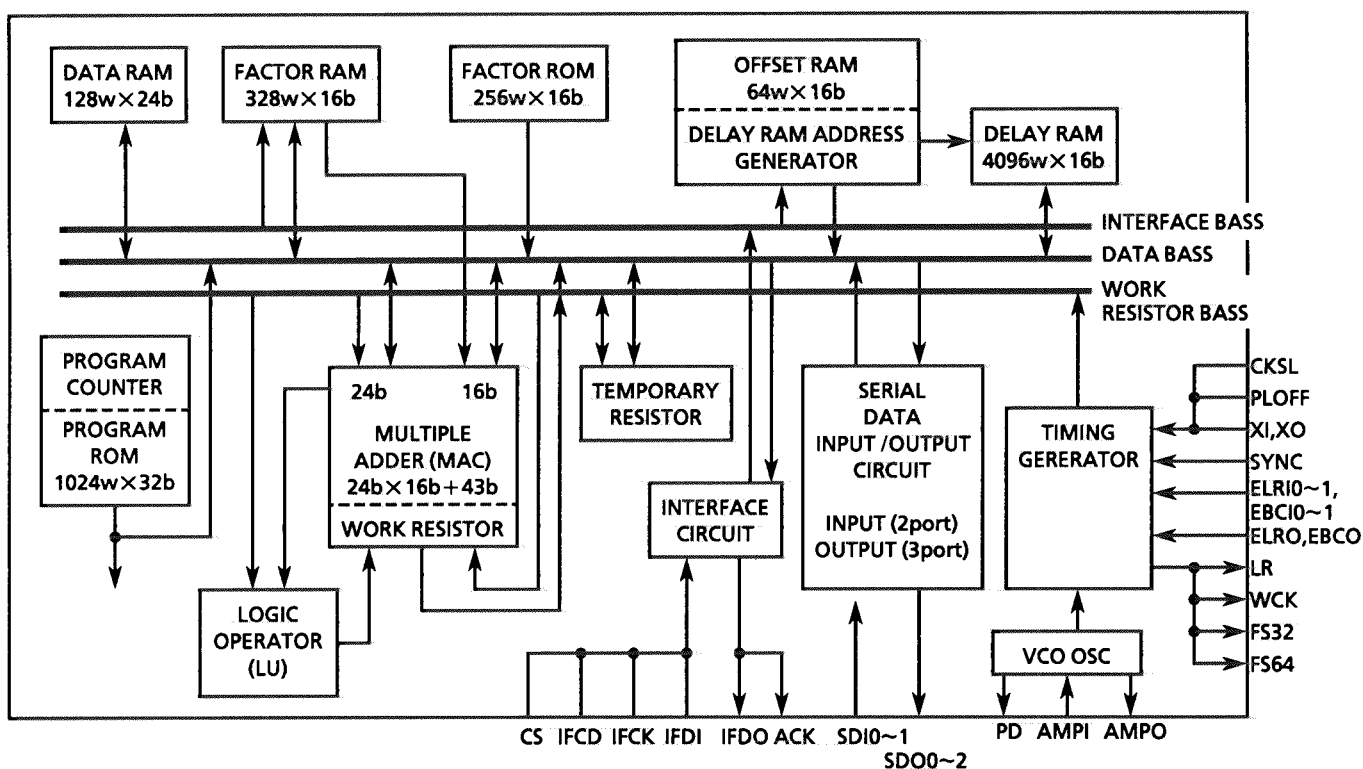 DATA RAM
128w×24b
FACTOR RAM
328w×16b
FACTOR ROM
256w×16b
OFFSET RAM
64w×16b
DELAY RAM ADDRESS
GENERATOR
DELAY RAM
4096w×16b
INTERFACE BASS
DATA BASS
WORK
RESISTOR BASS
PROGRAM
COUNTER
PROGRAM
ROM
1024w×32b
24b 16b
MULTIPLE
ADDER (MAC)
24b×16b+43b
WORK RESISTOR
LOGIC
OPERATOR
(LU)
TEMPORARY
RESISTOR
INTERFACE
CIRCUIT
SERIAL
DATA
INPUT /OUTPUT
CIRCUIT
INPUT (2port)
OUTPUT (3port)
TIMING
GERERATOR
VCO OSC
CKSL
PLOFF
XI,XO
SYNC
ELRI0~1,
EBCI0~1
ELRO,EBCO
LR
WCK
FS32
FS64
CS IFCD IFCK IFDI IFDO ACK SDI0~1
SDO0~2
PD AMPI AMPO